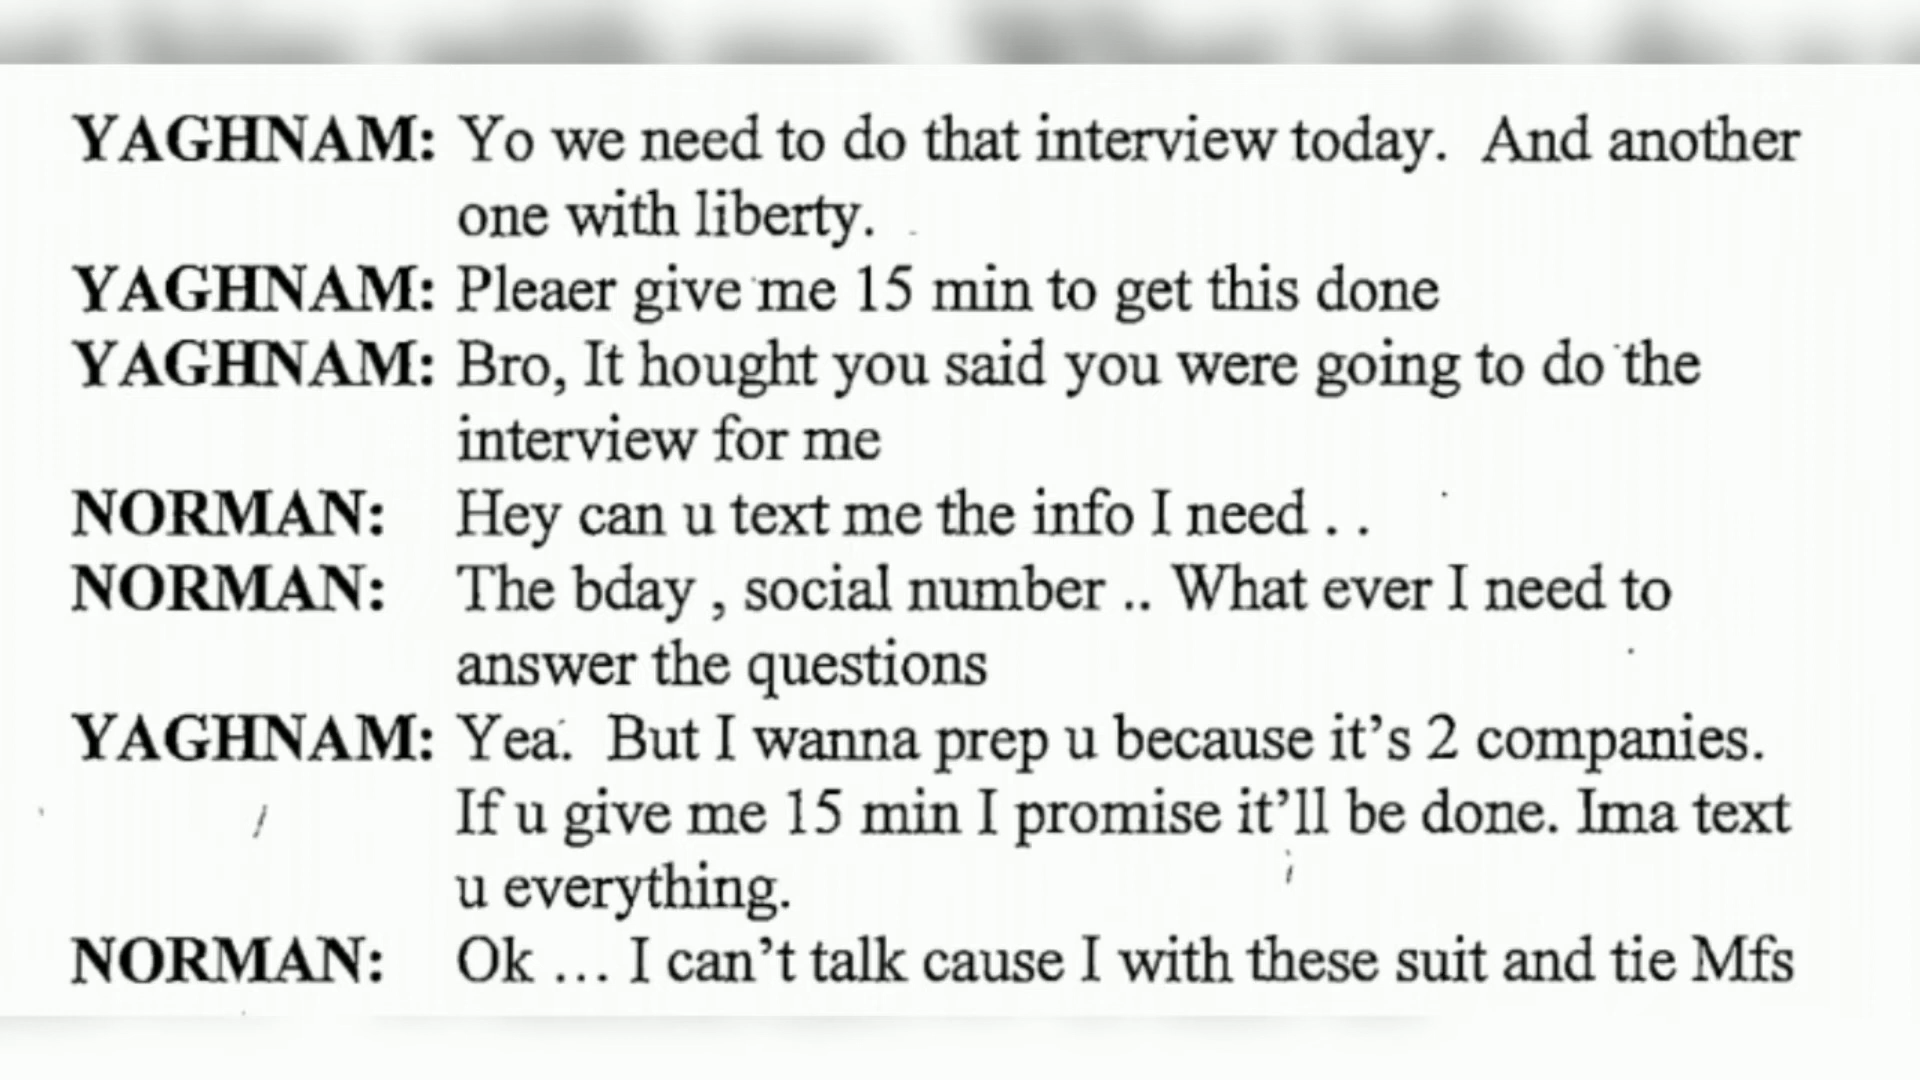 YAGHNAM: Yo we need to do that interview today. And another
one with liberty.
YAGHNAM: Pleaer give me 15 min to get this done
YAGHNAM: Bro, It hought you said you were going to do the
interview for me
NORMAN: Hey can u text me the info I need . .
NORMAN: The bday , social number .. What ever I need to
answer the questions
YAGHNAM: Yea. But I wanna prep u because it’s 2 companies.
If u give me 15 min I promise it’ll be done. Ima text
u everything.
NORMAN: Ok … I can’t talk cause I with these suit and tie Mfs